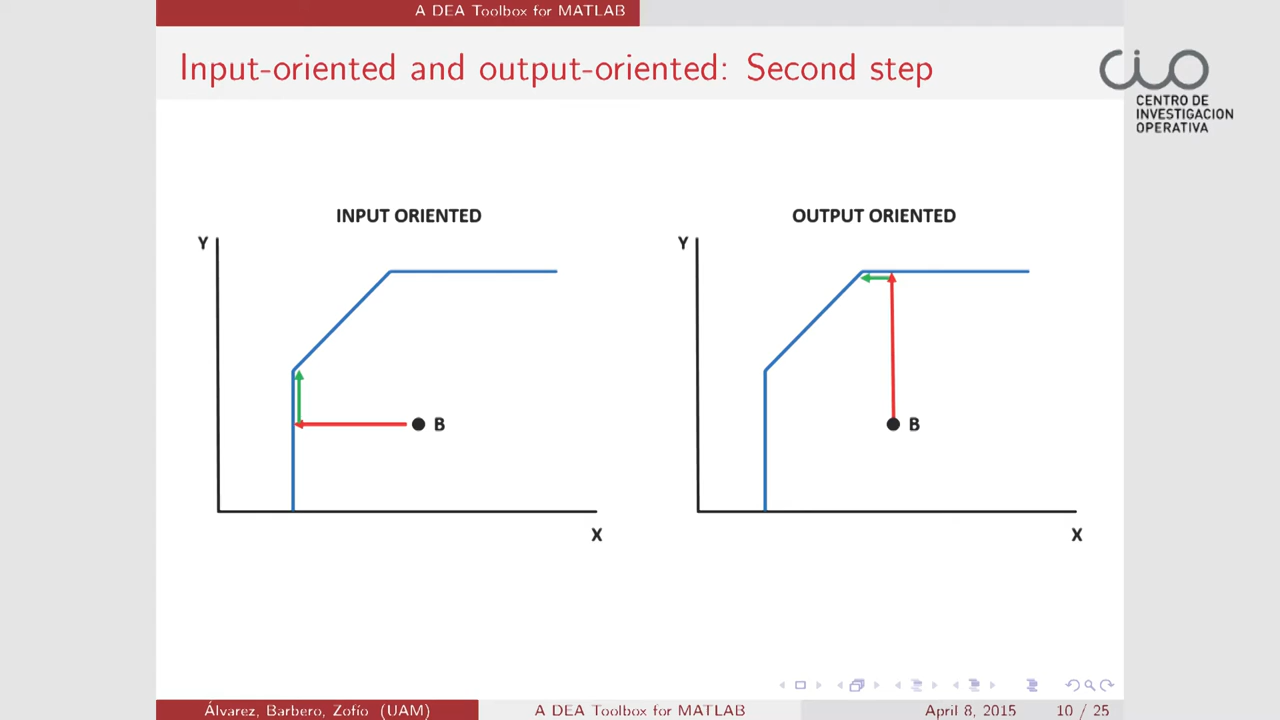 A DEA Toolbox for MATLAB
Input-oriented and output-oriented: Second step
CIO
CENTRO DE
INVESTIGACION
OPERATIVA
INPUT ORIENTED
Y
B
X
OUTPUT ORIENTED
Y
B
X
Álvarez, Barbero, Zofío (UAM)
A DEA Toolbox for MATLAB
April 8, 2015
10 / 25